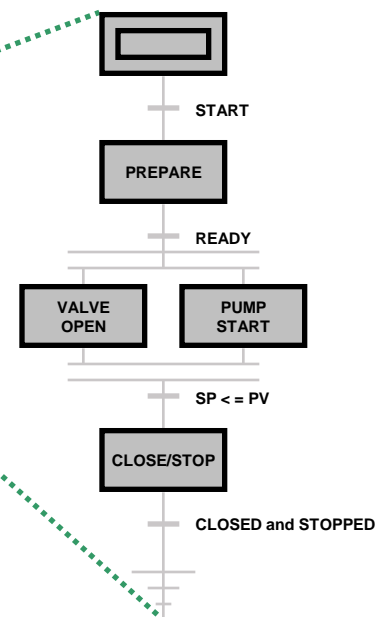 START
PREPARE
READY
VALVE
OPEN
PUMP
START
SP < = PV
CLOSE/STOP
CLOSED and STOPPED